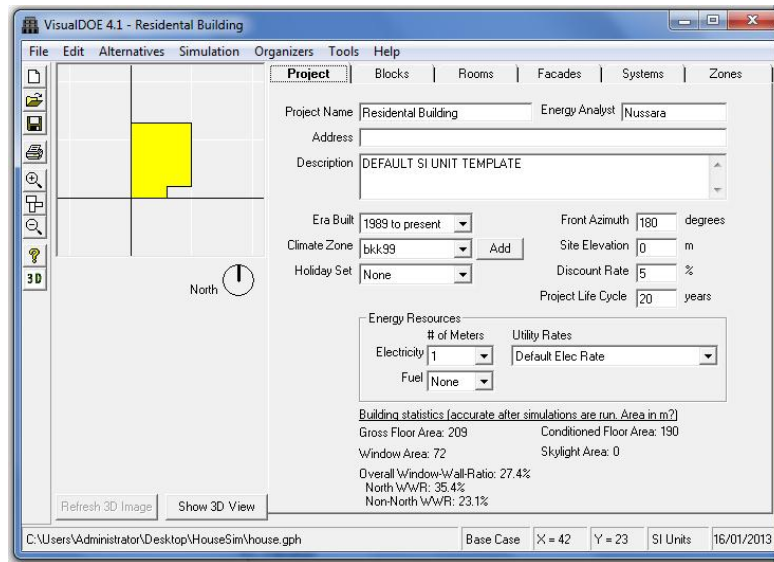 VisualDOE 4.1 - Residental Building
File Edit Alternatives Simulation Organizers Tools Help
Project Blocks Rooms Facades Systems Zones
Project Name Residental Building Energy Analyst Nussara
Address
Description DEFAULT SI UNIT TEMPLATE
Era Built 1989 to present Front Azimuth 180 degrees
Climate Zone bkk99 Add Site Elevation 0 m
Holiday Set None Discount Rate 5 %
North
Project Life Cycle 20 years
3D
Energy Resources
# of Meters Utility Rates
Electricity 1 Default Elec Rate
Fuel None
Building statistics (accurate after simulations are run. Area in m?)
Gross Floor Area: 209 Conditioned Floor Area: 190
Window Area: 72 Skylight Area: 0
Overall Window-Wall-Ratio: 27.4%
North WWR: 35.4%
Non-North WWR: 23.1%
Refresh 3D Image Show 3D View
C:\Users\Administrator\Desktop\HouseSim\house.gph Base Case X = 42 Y = 23 SI Units 16/01/2013